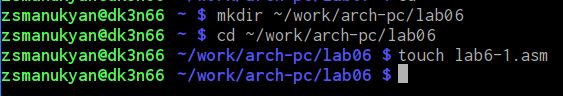 zsmanukyan@dk3n66 ~ $ mkdir ~/work/arch-pc/lab06
zsmanukyan@dk3n66 ~ $ cd ~/work/arch-pc/lab06
zsmanukyan@dk3n66 ~/work/arch-pc/lab06 $ touch lab6-1.asm
zsmanukyan@dk3n66 ~/work/arch-pc/lab06 $